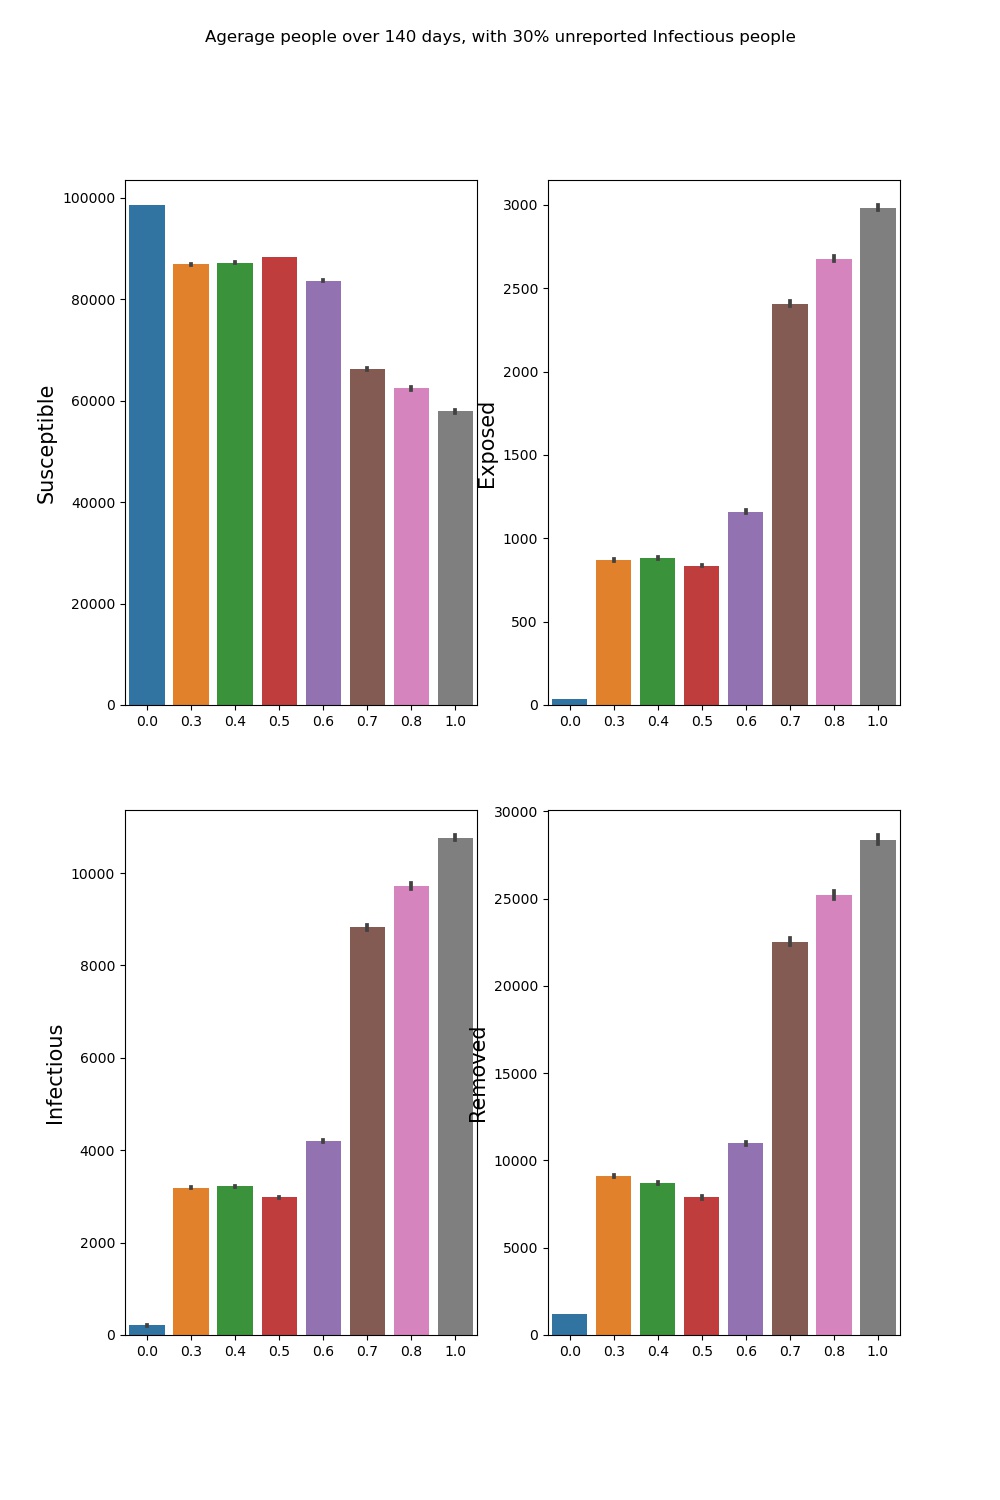 Agerage people over 140 days, with 30% unreported Infectious people
100000
80000
60000
40000
20000
0
Susceptible
0.0 0.3 0.4 0.5 0.6 0.7 0.8 1.0
3000
2500
2000
1500
1000
500
0
Exposed
0.0 0.3 0.4 0.5 0.6 0.7 0.8 1.0
10000
8000
6000
4000
2000
0
Infectious
0.0 0.3 0.4 0.5 0.6 0.7 0.8 1.0
30000
25000
20000
15000
10000
5000
0
Removed
0.0 0.3 0.4 0.5 0.6 0.7 0.8 1.0